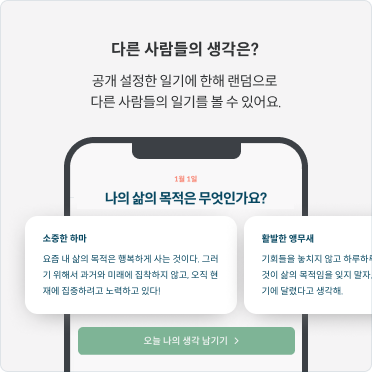 다른 사람들의 생각은?
공개 설정한 일기에 한해 랜덤으로
다른 사람들의 일기를 볼 수 있어요.
1월 1일
나의 삶의 목적은 무엇인가요?
소중한 하마
요즘 내 삶의 목적은 행복하게 사는 것이다. 그러
기 위해서 과거와 미래에 집착하지 않고, 오직 현
재에 집중하려고 노력하고 있다!
활발한 앵무새
기회들을 놓치지 않고 하루하루
것이 삶의 목적임을 잊지 말자.
기에 달렸다고 생각해.
오늘 나의 생각 남기기 >